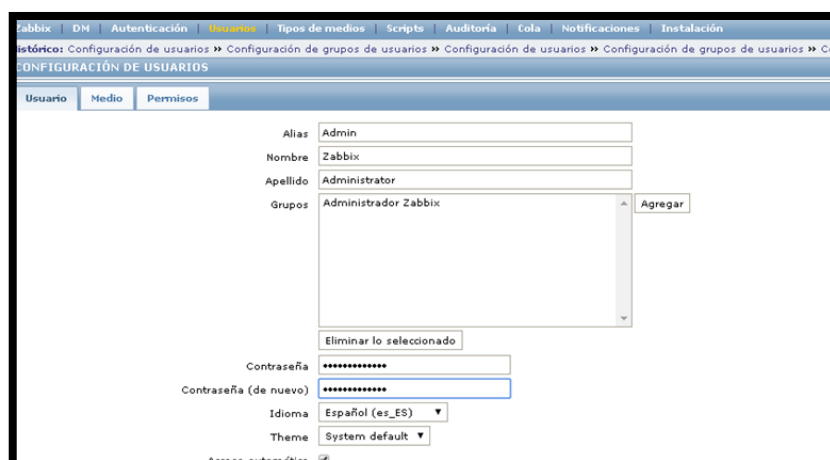 Zabbix | DM | Autenticación | Usuarios | Tipos de medios | Scripts | Auditoría | Cola | Notificaciones | Instalación
istórico: Configuración de usuarios » Configuración de grupos de usuarios » Configuración de usuarios » Configuración de grupos de usuarios » C
CONFIGURACIÓN DE USUARIOS
Usuario Medio Permisos
Alias Admin
Nombre Zabbix
Apellido Administrator
Grupos Administrador Zabbix Agregar
Eliminar lo seleccionado
Contraseña •••••••••••••
Contraseña (de nuevo) •••••••••••••
Idioma Español (es_ES)
Theme System default